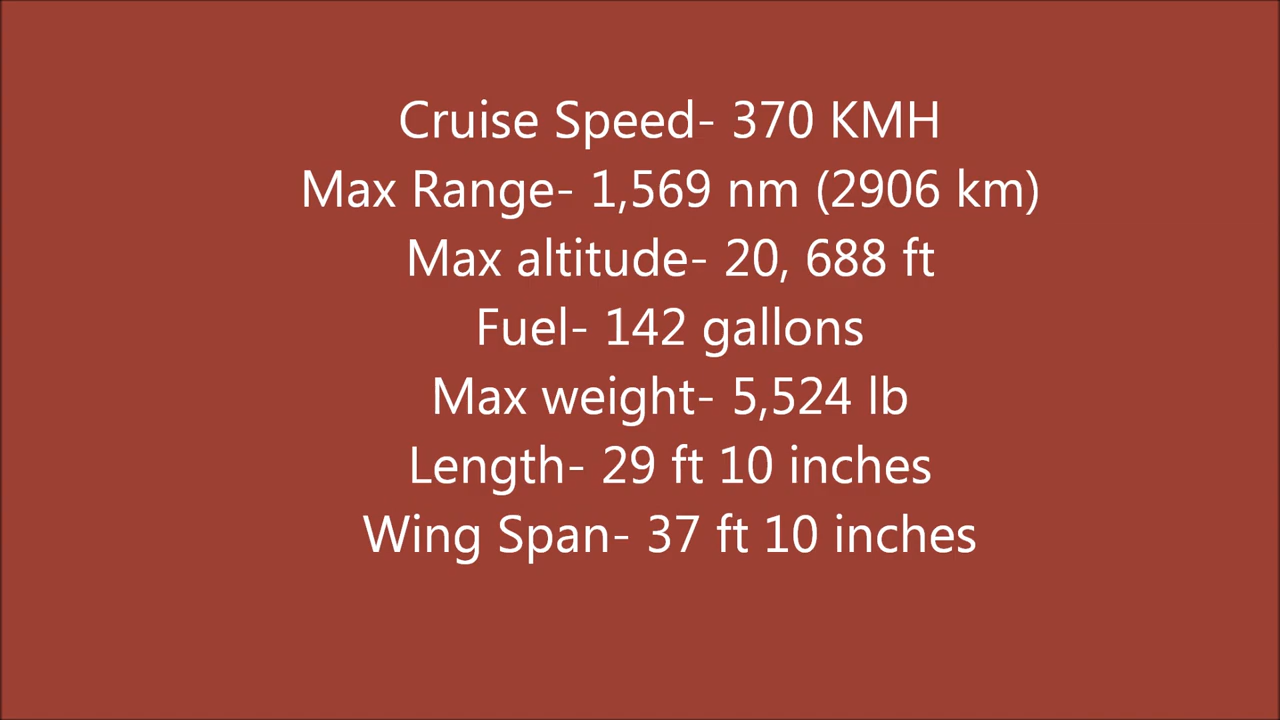 Cruise Speed- 370 KMH
Max Range- 1,569 nm (2906 km)
Max altitude- 20, 688 ft
Fuel- 142 gallons
Max weight- 5,524 lb
Length- 29 ft 10 inches
Wing Span- 37 ft 10 inches